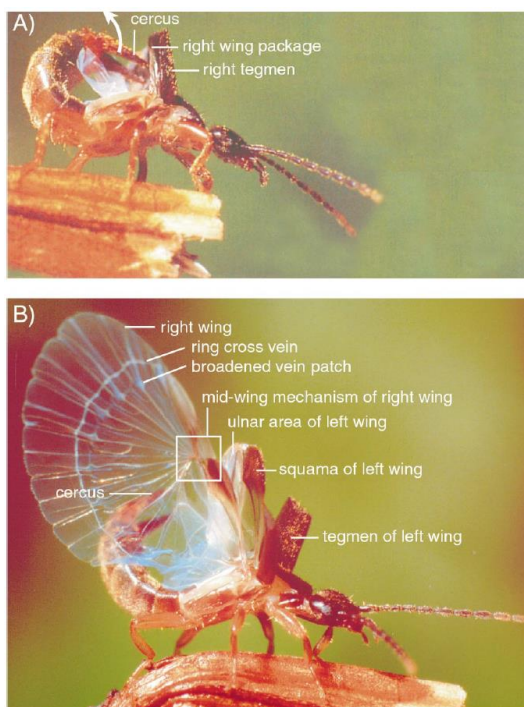 A)
cercus
right wing package
right tegmen
B)
right wing
ring cross vein
broadened vein patch
mid-wing mechanism of right wing
ulnar area of left wing
squama of left wing
cercus
tegmen of left wing